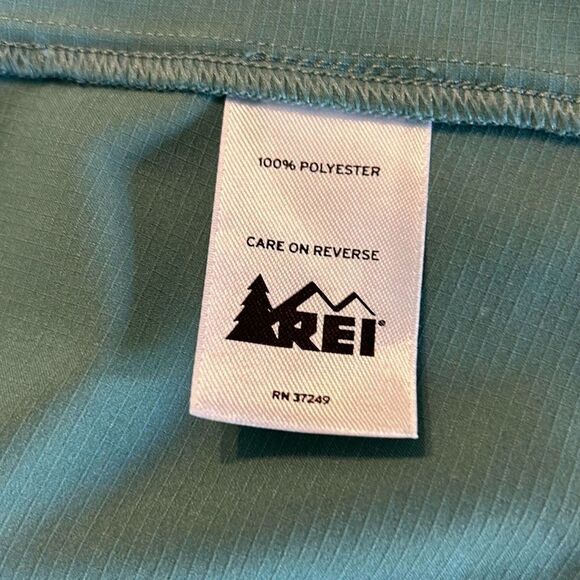 100% POLYESTER
CARE ON REVERSE
REI®
RN 37249